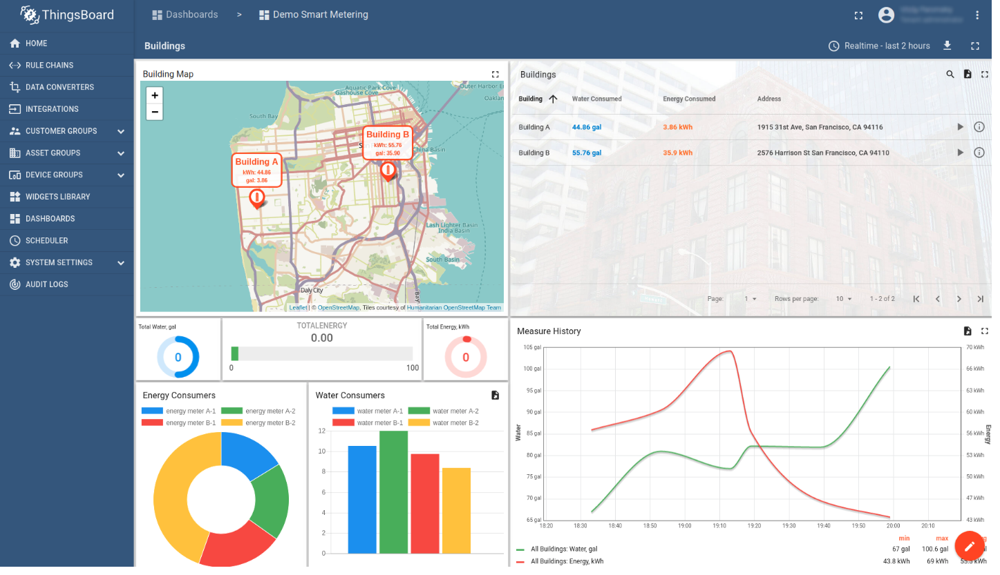 ThingsBoard
Dashboards > Demo Smart Metering
HOME
RULE CHAINS
DATA CONVERTERS
INTEGRATIONS
CUSTOMER GROUPS
ASSET GROUPS
DEVICE GROUPS
WIDGETS LIBRARY
DASHBOARDS
SCHEDULER
SYSTEM SETTINGS
AUDIT LOGS
Buildings
Realtime - last 2 hours
Building Map
+
−
Aquatic Park Cove
Gashouse Cove
Outer Harbor
Oaklan
South Bay
China Basin
Building B
kWh: 55.76
gal: 35.90
Building A
kWh: 44.86
gal: 3.86
Lash Lighter Basin
India Basin
South Basin
Daly City
Bay
Leaflet | © OpenStreetMap, Tiles courtesy of Humanitarian OpenStreetMap Team
Buildings
Building Water Consumed Energy Consumed Address
Building A 44.86 gal 3.86 kWh 1915 31st Ave, San Francisco, CA 94116
Building B 55.76 gal 35.9 kWh 2576 Harrison St San Francisco, CA 94110
Page: 1 Rows per page: 10 1 - 2 of 2
Total Water, gal
0
TOTALENERGY
0.00
0 100
Total Energy, kWh
0
Energy Consumers
energy meter A-1 energy meter A-2
energy meter B-1 energy meter B-2
Water Consumers
water meter A-1 water meter A-2
water meter B-1 water meter B-2
12
10
8
6
4
2
0
Measure History
105 gal 70 kWh
100 gal 66 kWh
95 gal 63 kWh
90 gal 60 kWh
85 gal 56 kWh
80 gal 53 kWh
75 gal 50 kWh
70 gal 47 kWh
65 gal 43 kWh
Water
Energy
18:20 18:30 18:40 18:50 19:00 19:10 19:20 19:30 19:40 19:50 20:00 20:10
min max
All Buildings: Water, gal 67 gal 100.6 gal
All Buildings: Energy, kWh 43.8 kWh 69 kWh